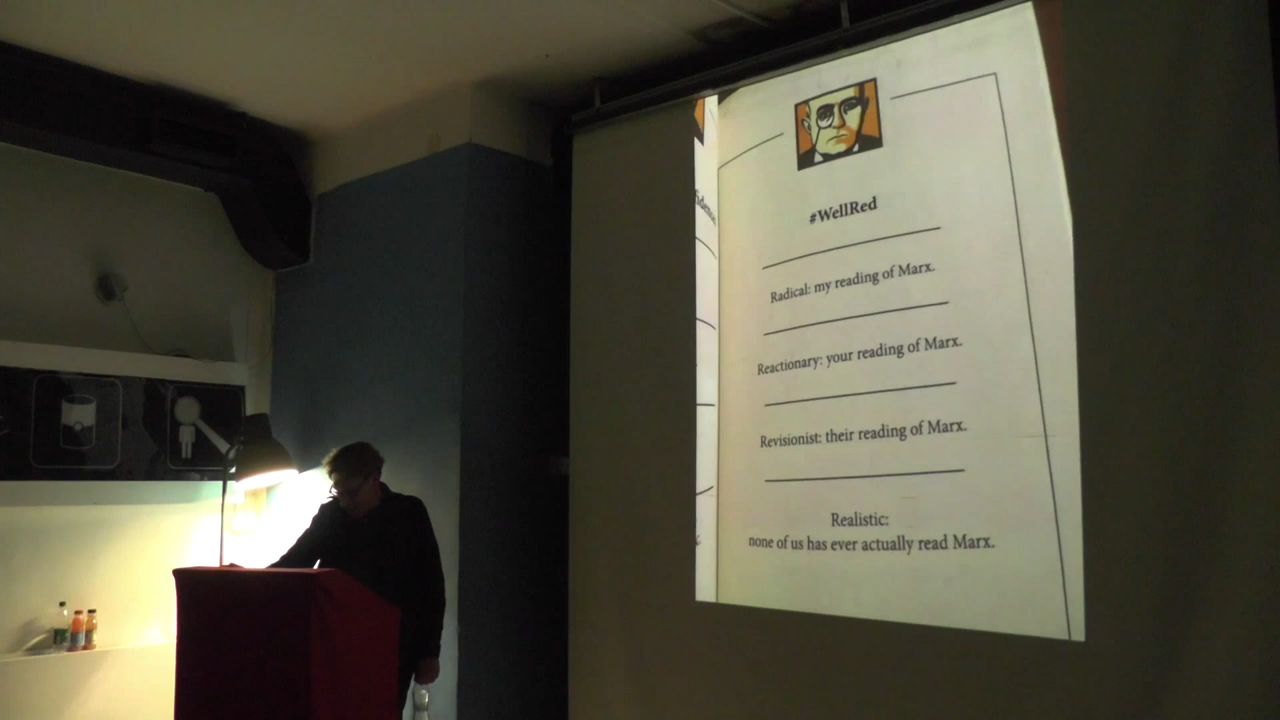 #WellRed
Radical: my reading of Marx.
Reactionary: your reading of Marx.
Revisionist: their reading of Marx.
Realistic:
none of us has ever actually read Marx.